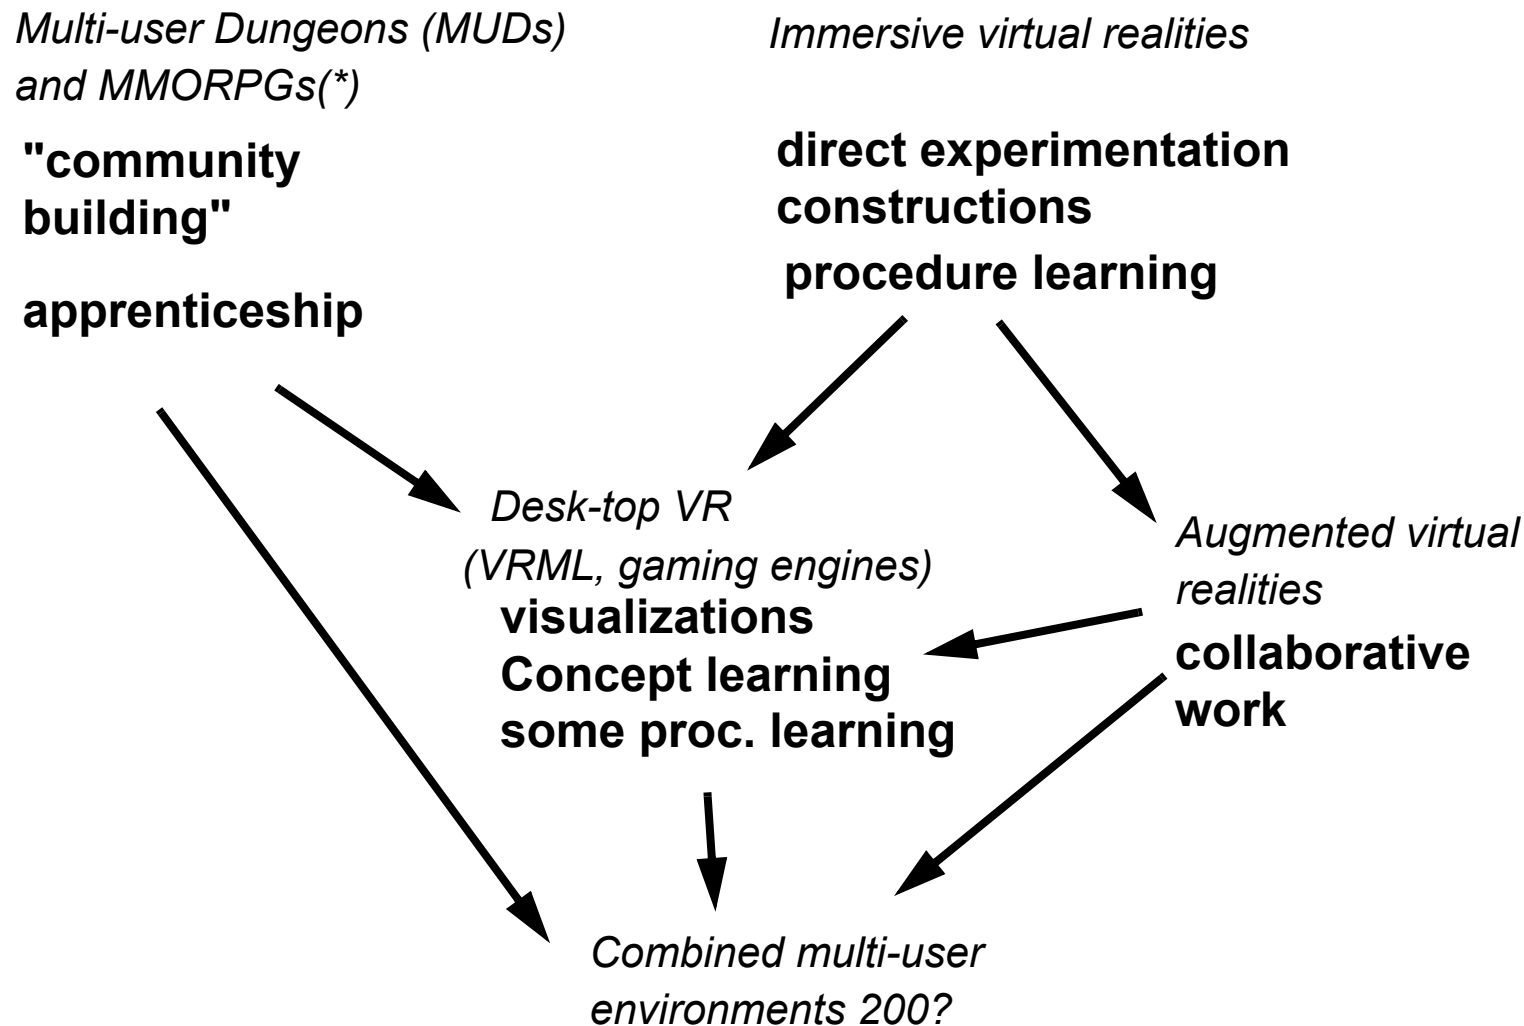 Multi-user Dungeons (MUDs)
and MMORPGs(*)
"community
building"
apprenticeship
Immersive virtual realities
direct experimentation
constructions
procedure learning
Desk-top VR
(VRML, gaming engines)
visualizations
Concept learning
some proc. learning
Augmented virtual
realities
collaborative
work
Combined multi-user
environments 200?